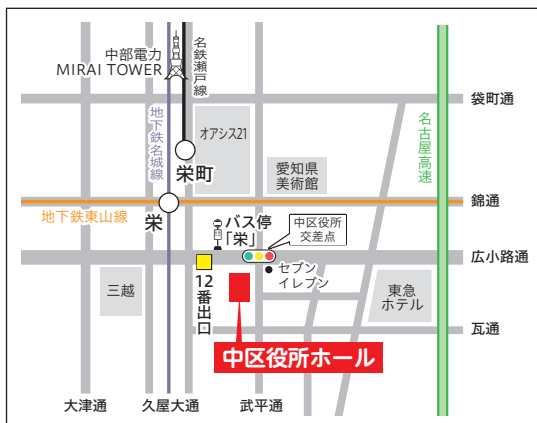 中部電力
MIRAI TOWER
名鉄瀬戸線
袋町通
地下鉄名城線
オアシス21
名古屋高速
栄町
愛知県
美術館
錦通
地下鉄東山線
栄
バス停
「栄」
中区役所
交差点
広小路通
セブン
イレブン
三越
12番出口
東急
ホテル
瓦通
中区役所ホール
大津通
久屋大通
武平通